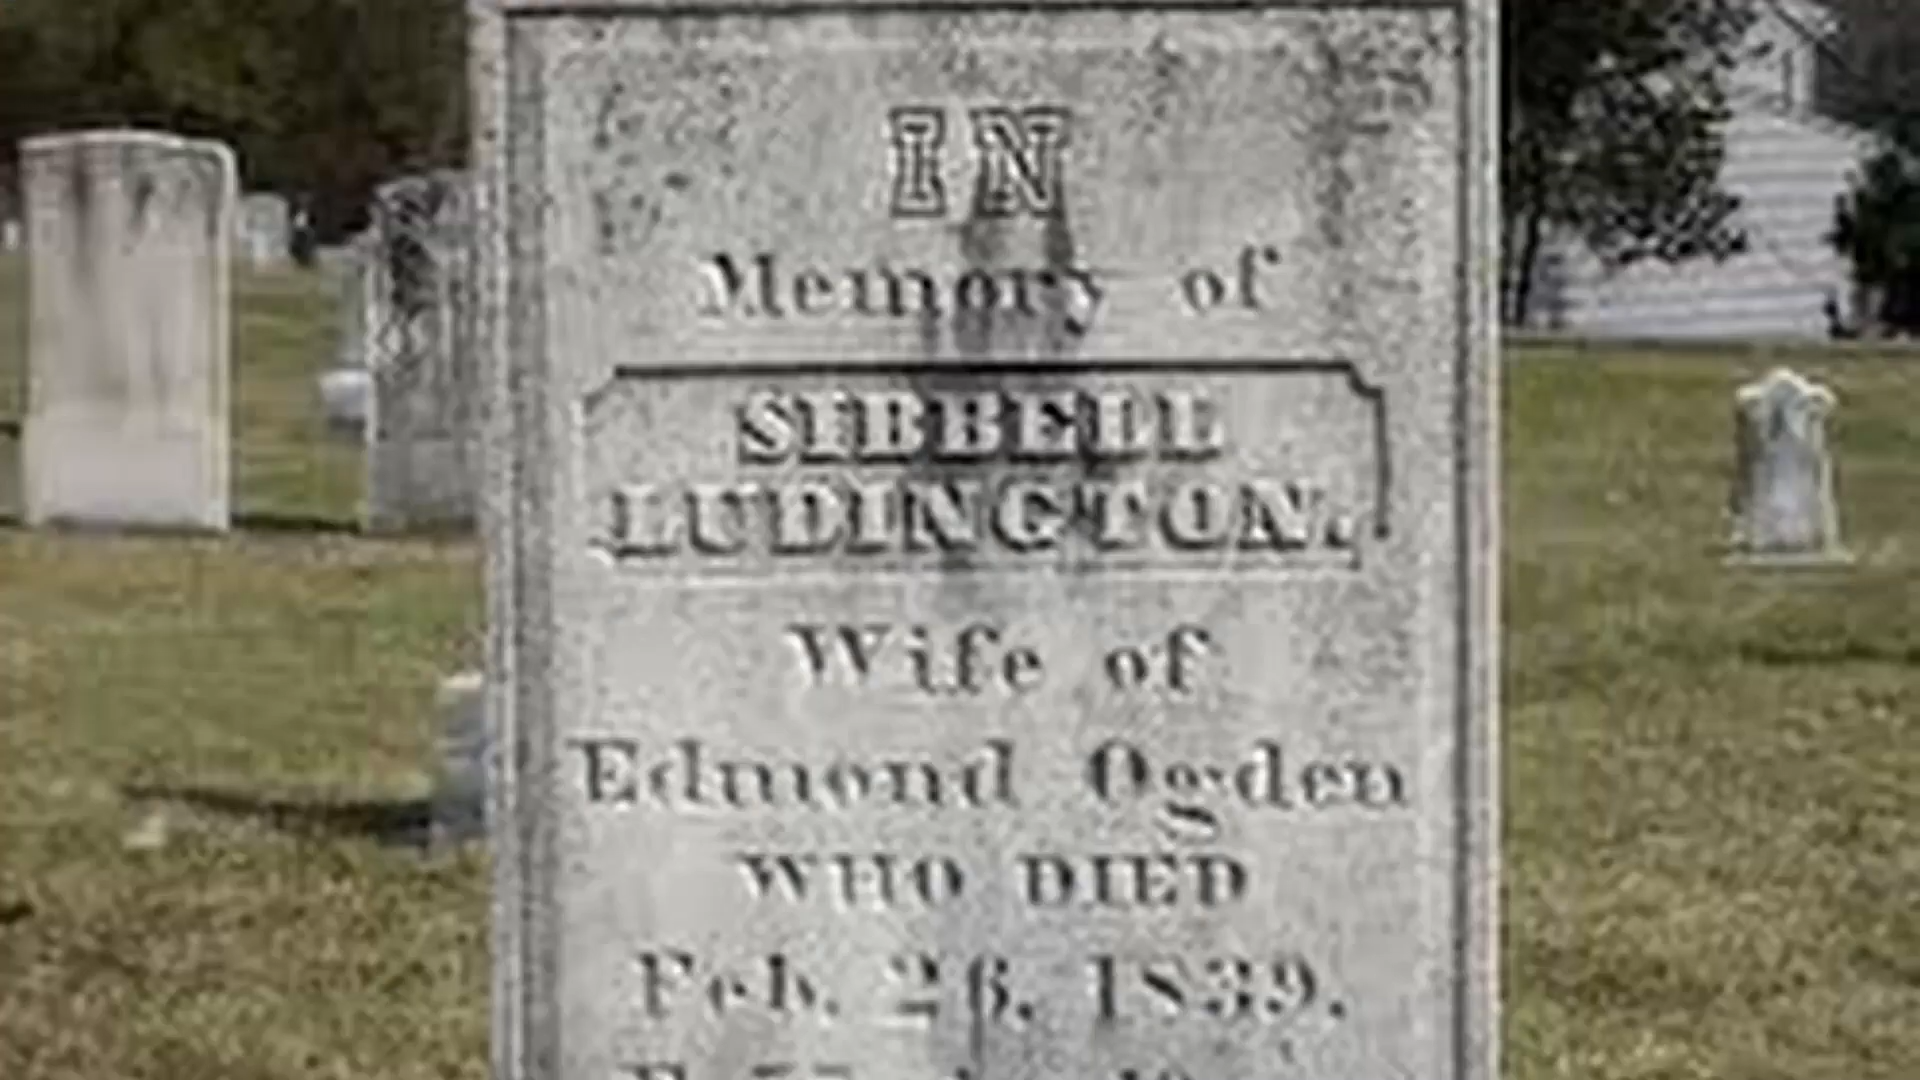 IN
Memory of
SIBBELL
LUDINGTON.
Wife of
Edmond Ogden
WHO DIED
Feb. 26, 1839.